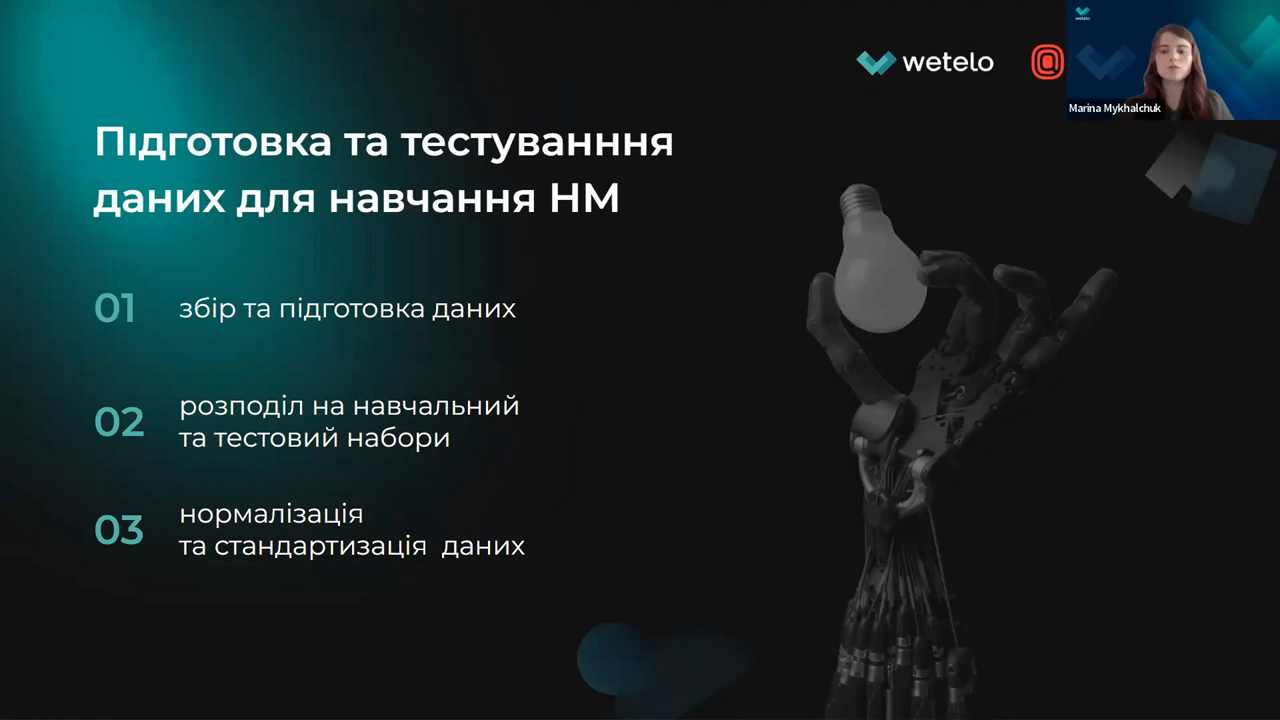 wetelo
wetelo
Marina Mykhalchuk
Підготовка та тестуванння
даних для навчання НМ
01
збір та підготовка даних
02
розподіл на навчальний
та тестовий набори
03
нормалізація
та стандартизація даних